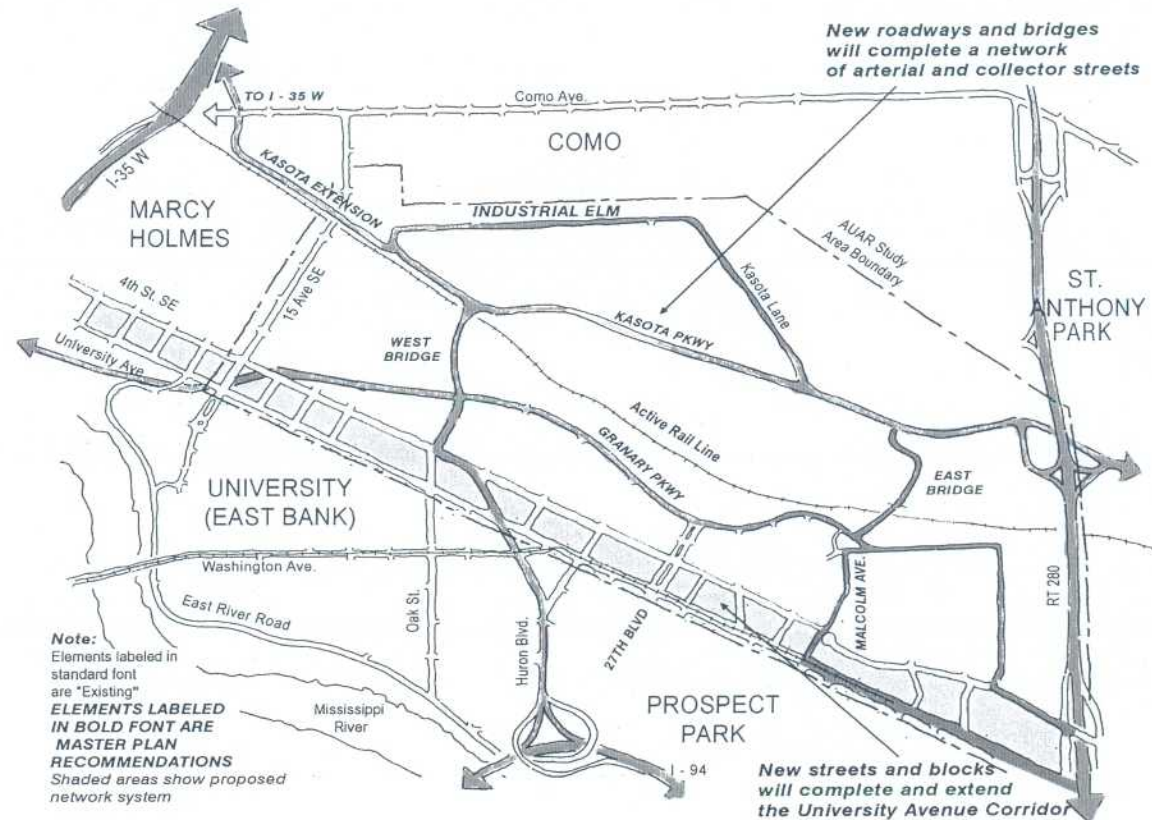 New roadways and bridges
will complete a network
of arterial and collector streets
TO I - 35 W
Como Ave.
COMO
I-35 W
KASOTA EXTENSION
MARCY
HOLMES
INDUSTRIAL ELM
AUAR Study
Area Boundary
Kasota Lane
ST.
ANTHONY
PARK
4th St. SE
15 Ave SE
KASOTA PKWY
WEST
BRIDGE
University Ave.
Active Rail Line
GRANARY PKWY
EAST
BRIDGE
UNIVERSITY
(EAST BANK)
Washington Ave.
MALCOLM AVE.
RT 280
East River Road
Oak St.
Huron Blvd.
27TH BLVD
Note:
Elements labeled in
standard font
are "Existing"
ELEMENTS LABELED
IN BOLD FONT ARE
MASTER PLAN
RECOMMENDATIONS
Shaded areas show proposed
network system
Mississippi
River
PROSPECT
PARK
I - 94
New streets and blocks
will complete and extend
the University Avenue Corridor